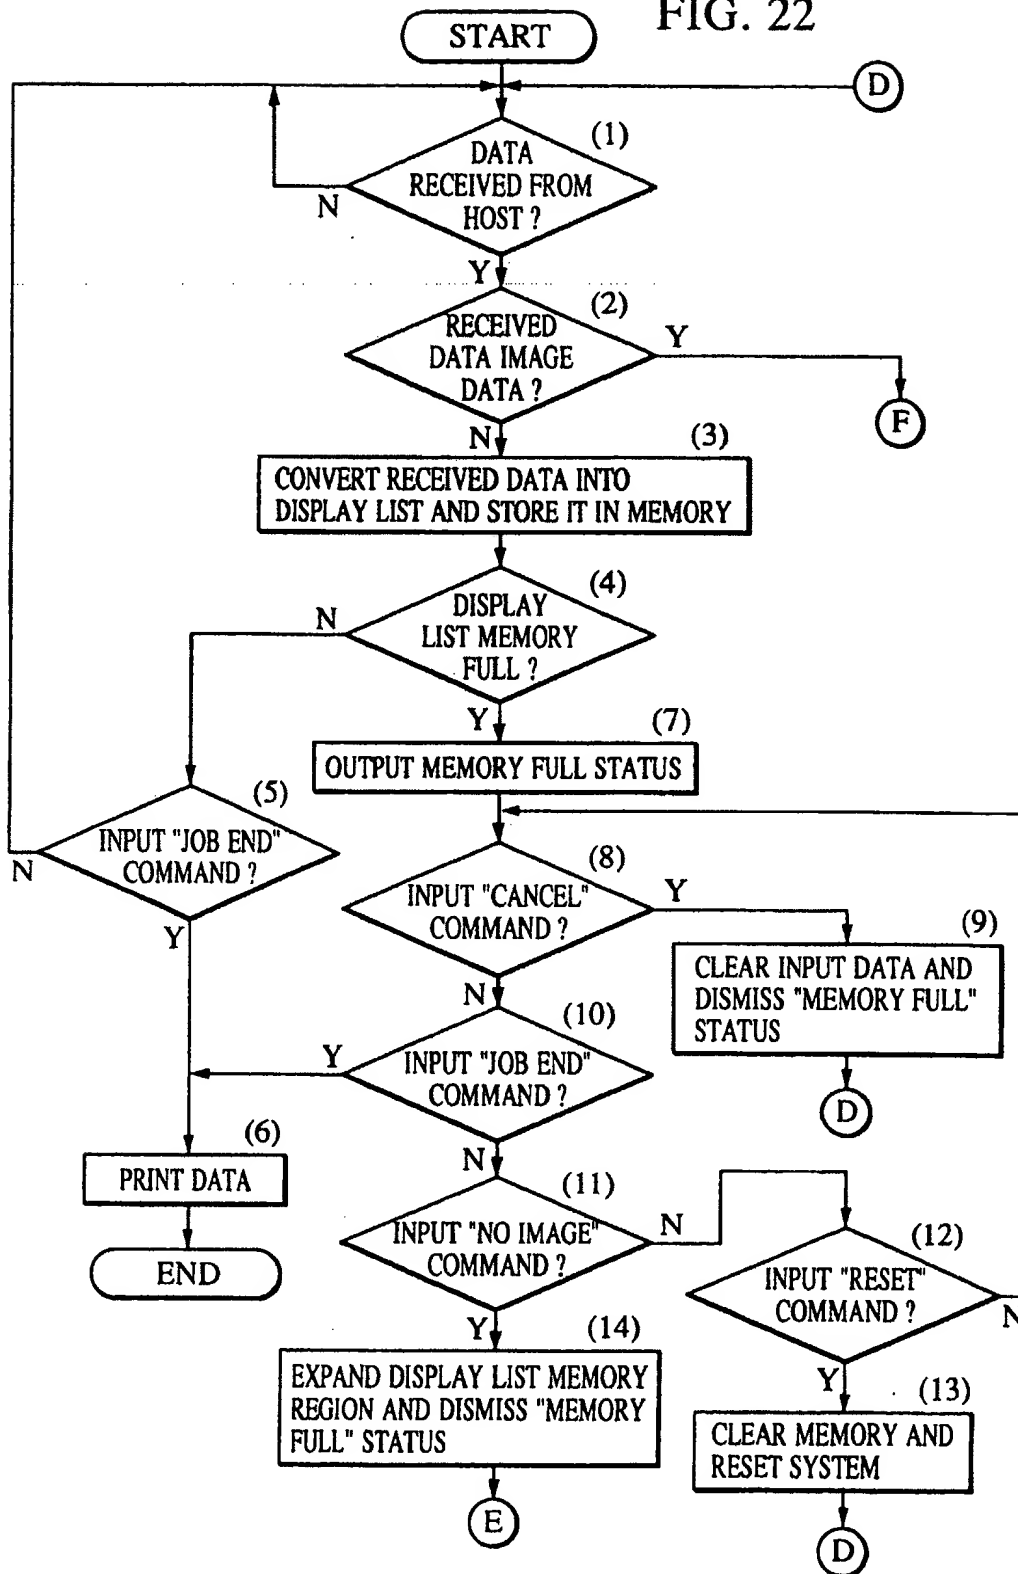 FIG. 22
START
D
(1)
DATA
RECEIVED FROM
HOST ?
N
Y
(2)
RECEIVED
DATA IMAGE
DATA ?
Y
F
N
(3)
CONVERT RECEIVED DATA INTO
DISPLAY LIST AND STORE IT IN MEMORY
(4)
DISPLAY
LIST MEMORY
FULL ?
N
Y
(7)
OUTPUT MEMORY FULL STATUS
(5)
INPUT "JOB END"
COMMAND ?
N
Y
(8)
INPUT "CANCEL"
COMMAND ?
Y
(9)
CLEAR INPUT DATA AND
DISMISS "MEMORY FULL"
STATUS
D
N
(10)
INPUT "JOB END"
COMMAND ?
Y
(6)
PRINT DATA
END
N
(11)
INPUT "NO IMAGE"
COMMAND ?
N
(12)
INPUT "RESET"
COMMAND ?
N
Y
(14)
EXPAND DISPLAY LIST MEMORY
REGION AND DISMISS "MEMORY
FULL" STATUS
E
Y
(13)
CLEAR MEMORY AND
RESET SYSTEM
D